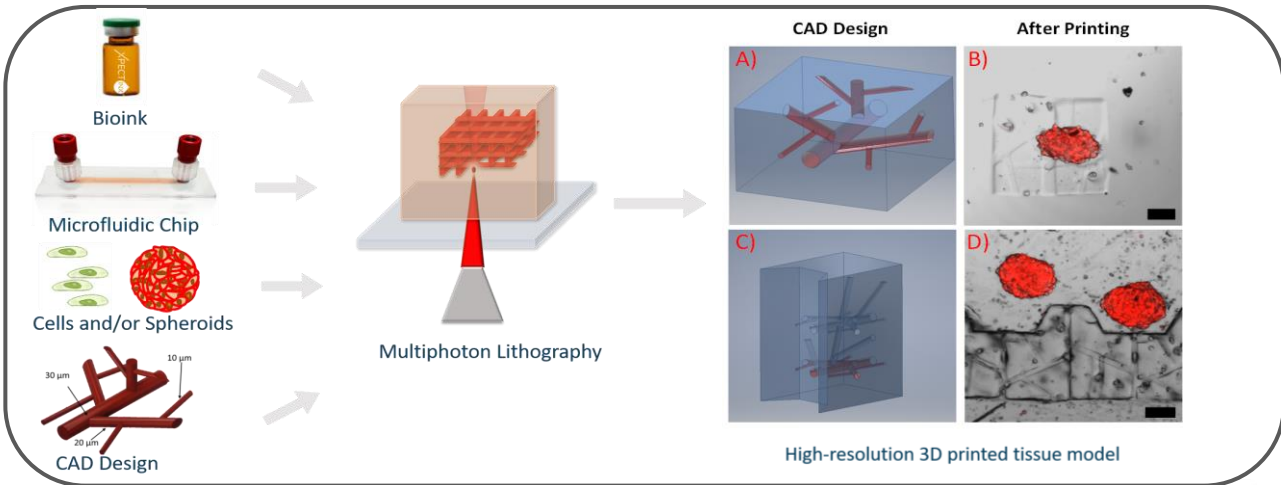 XPECT
Bioink
Microfluidic Chip
Cells and/or Spheroids
10 µm
30 µm
20 µm
CAD Design
Multiphoton Lithography
CAD Design
After Printing
A)
B)
C)
D)
High-resolution 3D printed tissue model